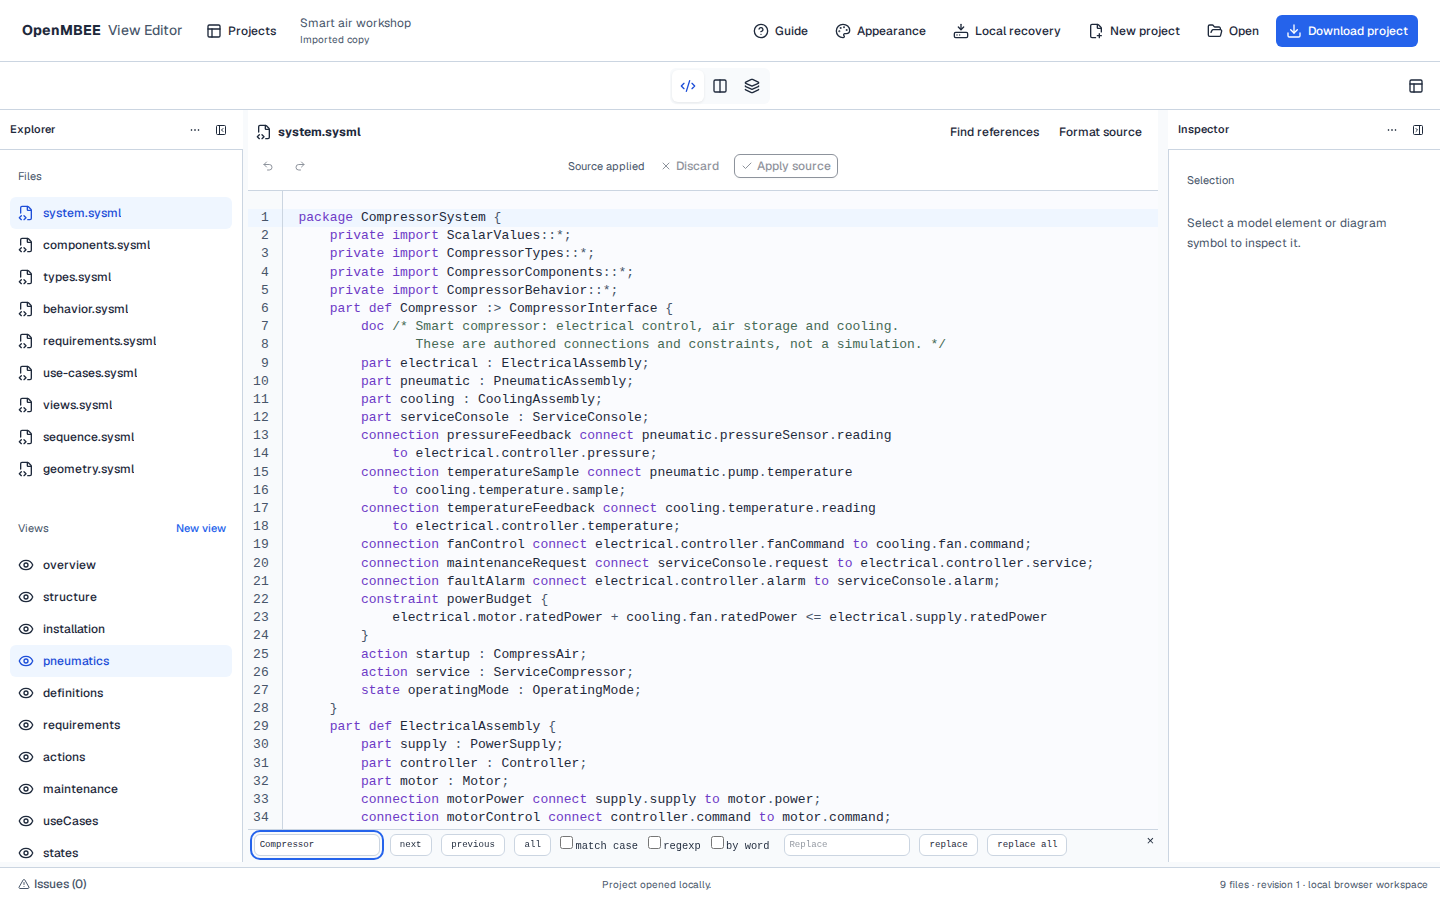 OpenMBEE View Editor
Projects
Smart air workshop
Imported copy
Guide
Appearance
Local recovery
New project
Open
Download project
Explorer
system.sysml
Find references
Format source
Inspector
Source applied
Discard
Apply source
Files
system.sysml
components.sysml
types.sysml
behavior.sysml
requirements.sysml
use-cases.sysml
views.sysml
sequence.sysml
geometry.sysml
Views
New view
overview
structure
installation
pneumatics
definitions
requirements
actions
maintenance
useCases
states
1 package CompressorSystem {
2     private import ScalarValues::*;
3     private import CompressorTypes::*;
4     private import CompressorComponents::*;
5     private import CompressorBehavior::*;
6     part def Compressor :> CompressorInterface {
7         doc /* Smart compressor: electrical control, air storage and cooling.
8                These are authored connections and constraints, not a simulation. */
9         part electrical : ElectricalAssembly;
10         part pneumatic : PneumaticAssembly;
11         part cooling : CoolingAssembly;
12         part serviceConsole : ServiceConsole;
13         connection pressureFeedback connect pneumatic.pressureSensor.reading
14             to electrical.controller.pressure;
15         connection temperatureSample connect pneumatic.pump.temperature
16             to cooling.temperature.sample;
17         connection temperatureFeedback connect cooling.temperature.reading
18             to electrical.controller.temperature;
19         connection fanControl connect electrical.controller.fanCommand to cooling.fan.command;
20         connection maintenanceRequest connect serviceConsole.request to electrical.controller.service;
21         connection faultAlarm connect electrical.controller.alarm to serviceConsole.alarm;
22         constraint powerBudget {
23             electrical.motor.ratedPower + cooling.fan.ratedPower <= electrical.supply.ratedPower
24         }
25         action startup : CompressAir;
26         action service : ServiceCompressor;
27         state operatingMode : OperatingMode;
28     }
29     part def ElectricalAssembly {
30         part supply : PowerSupply;
31         part controller : Controller;
32         part motor : Motor;
33         connection motorPower connect supply.supply to motor.power;
34         connection motorControl connect controller.command to motor.command;
Compressor
next
previous
all
match case
regexp
by word
Replace
replace
replace all
×
Selection
Select a model element or diagram
symbol to inspect it.
Issues (0)
Project opened locally.
9 files · revision 1 · local browser workspace